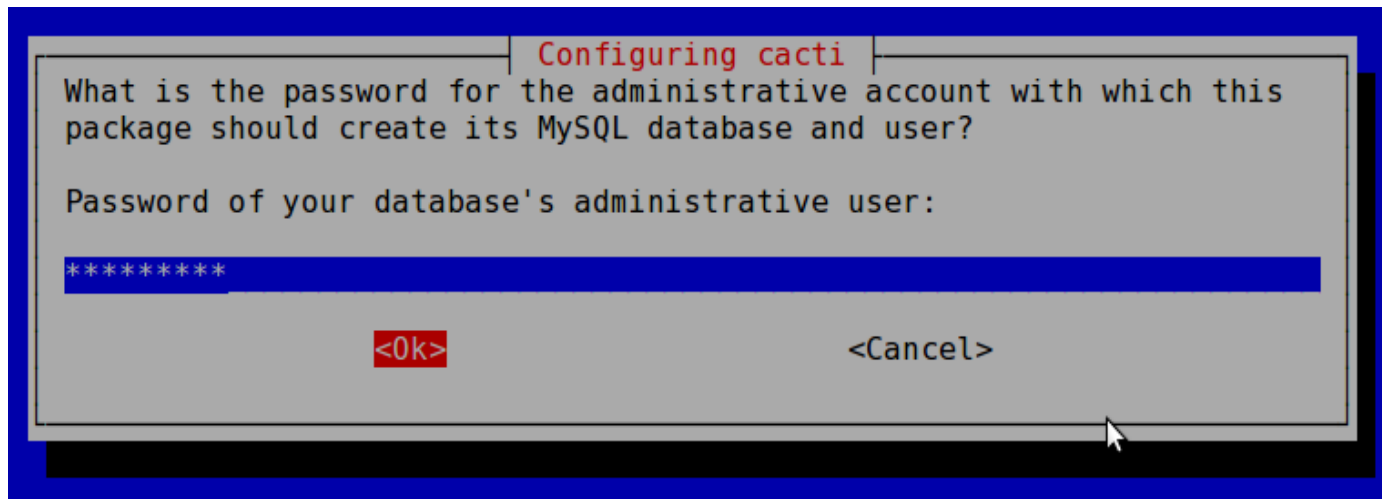 Configuring cacti
What is the password for the administrative account with which this
package should create its MySQL database and user?
Password of your database's administrative user:
*********
<Ok> <Cancel>